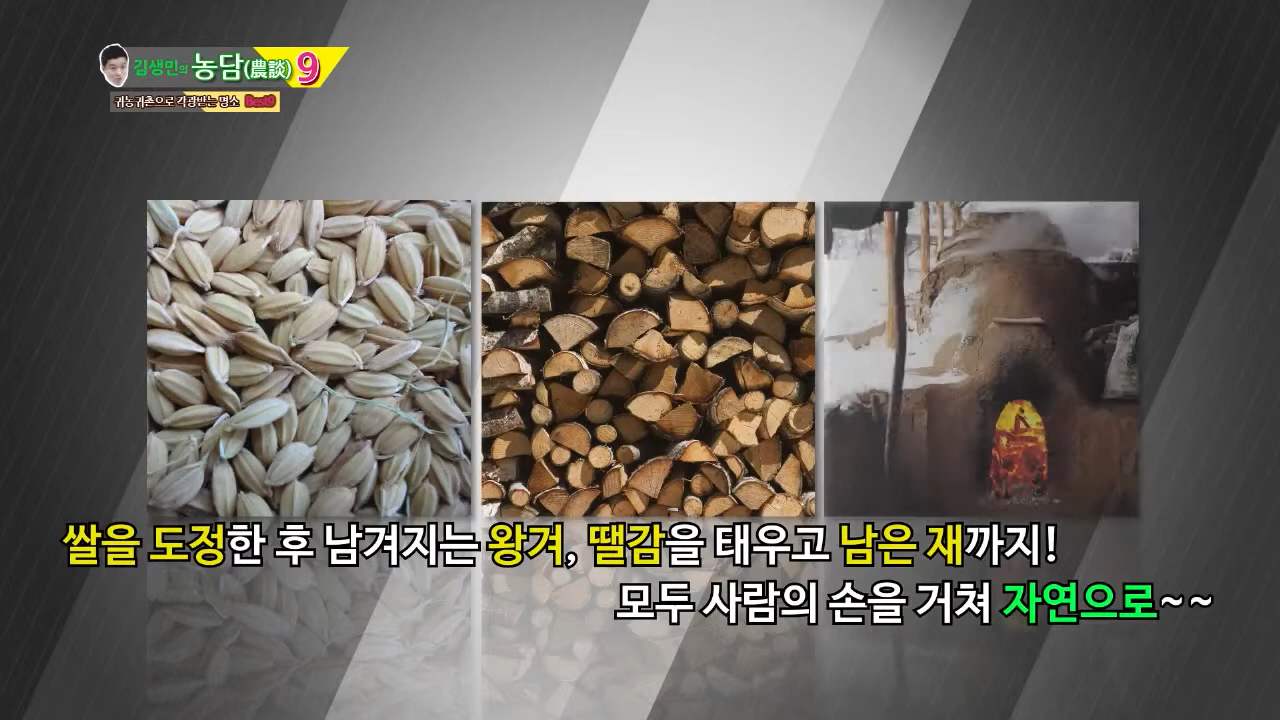 김생민의 농담(農談) 9
귀농귀촌으로 각광받는 명소 Best9
쌀을 도정한 후 남겨지는 왕겨, 땔감을 태우고 남은 재까지!
모두 사람의 손을 거쳐 자연으로~~